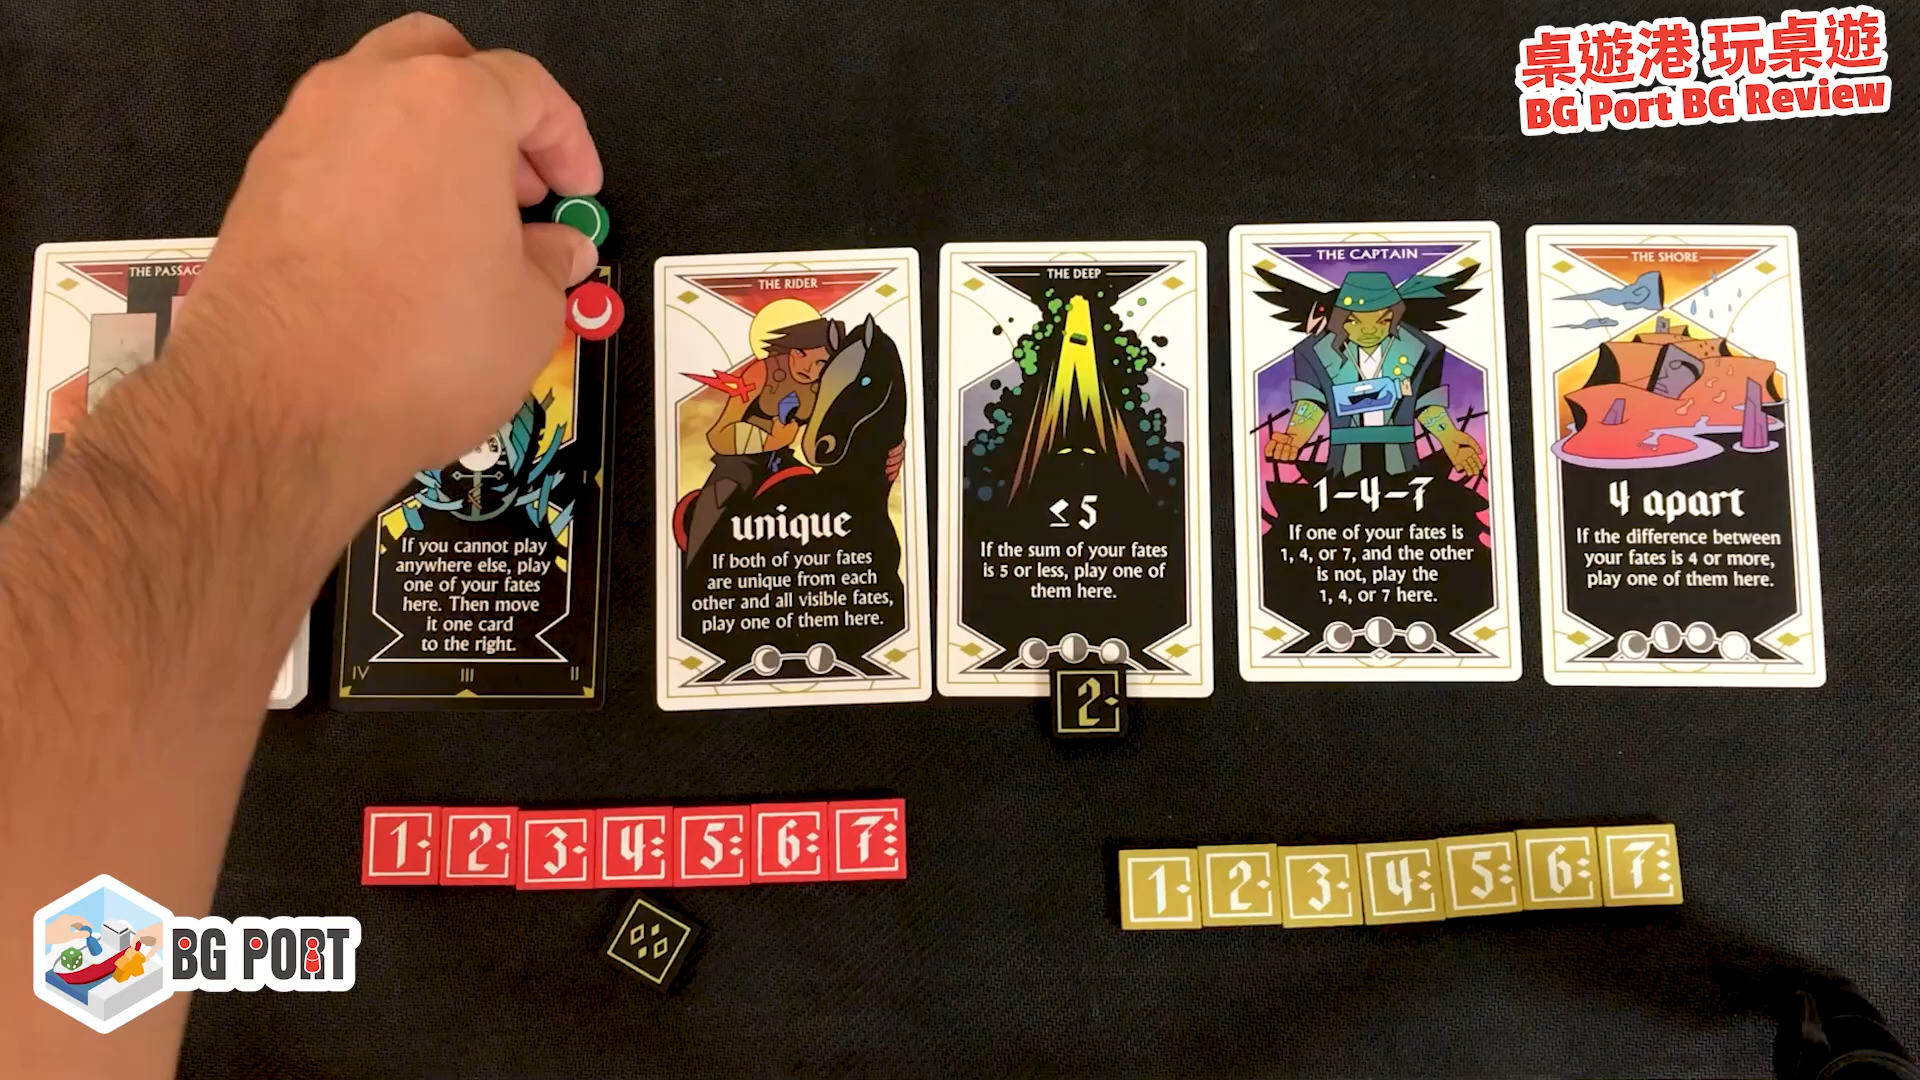 桌遊港 玩桌遊
BG Port BG Review
THE PASSAG
If you cannot play
anywhere else, play
one of your fates
here. Then move
it one card
to the right.
IV III II
THE RIDER
unique
If both of your fates
are unique from each
other and all visible fates,
play one of them here.
THE DEEP
≤ 5
If the sum of your fates
is 5 or less, play one of
them here.
2
THE CAPTAIN
1-4-7
If one of your fates is
1, 4, or 7, and the other
is not, play the
1, 4, or 7 here.
THE SHORE
4 apart
If the difference between
your fates is 4 or more,
play one of them here.
1 2 3 4 5 6 7
1 2 3 4 5 6 7
BG PORT